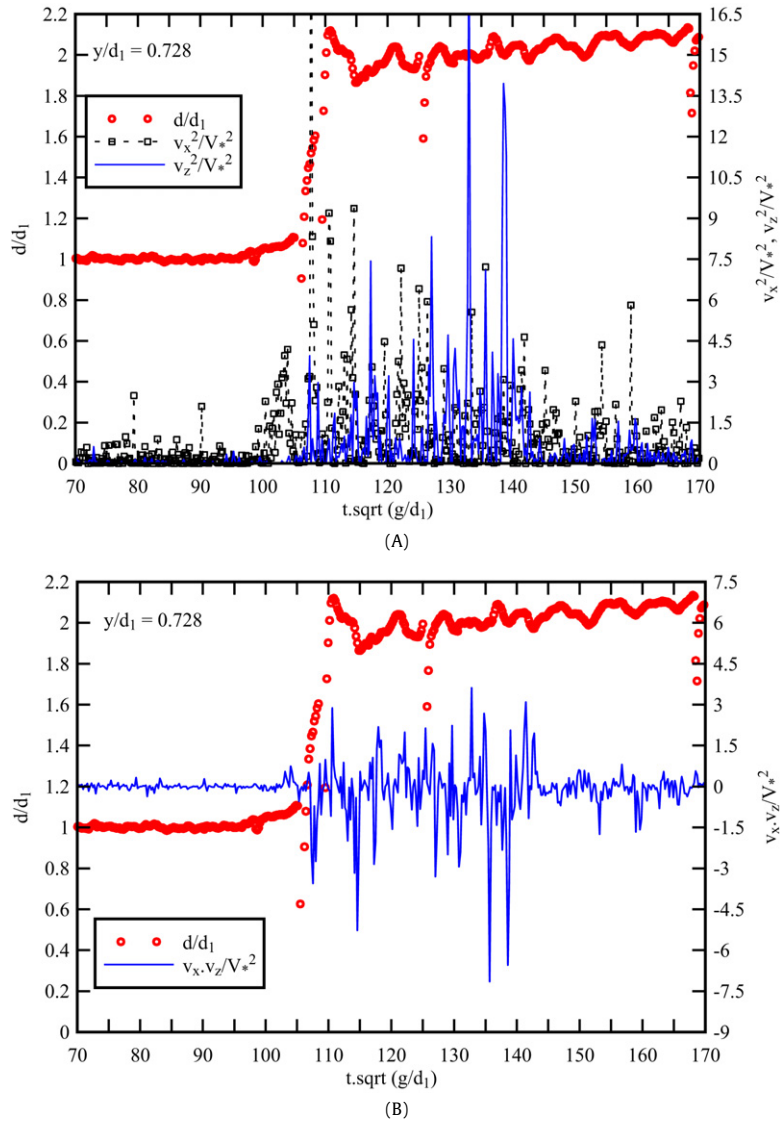 2.2
2
1.8
1.6
1.4
1.2
1
0.8
0.6
0.4
0.2
0
d/d₁
y/d₁ = 0.728
d/d₁
vₓ²/V*²
v_z²/V*²
16.5
15
13.5
12
10.5
9
7.5
6
4.5
3
1.5
0
vₓ²/V*², v_z²/V*²
70 80 90 100 110 120 130 140 150 160 170
t.sqrt (g/d₁)
(A)
2.2
2
1.8
1.6
1.4
1.2
1
0.8
0.6
0.4
0.2
0
d/d₁
y/d₁ = 0.728
d/d₁
vₓ.v_z/V*²
7.5
6
4.5
3
1.5
0
-1.5
-3
-4.5
-6
-7.5
-9
vₓ.v_z/V*²
70 80 90 100 110 120 130 140 150 160 170
t.sqrt (g/d₁)
(B)